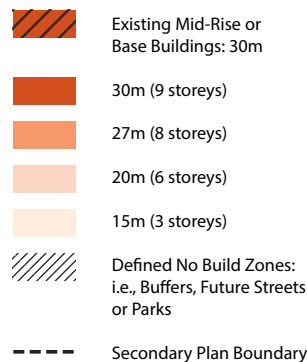 Existing Mid-Rise or
Base Buildings: 30m
30m (9 storeys)
27m (8 storeys)
20m (6 storeys)
15m (3 storeys)
Defined No Build Zones:
i.e., Buffers, Future Streets
or Parks
Secondary Plan Boundary